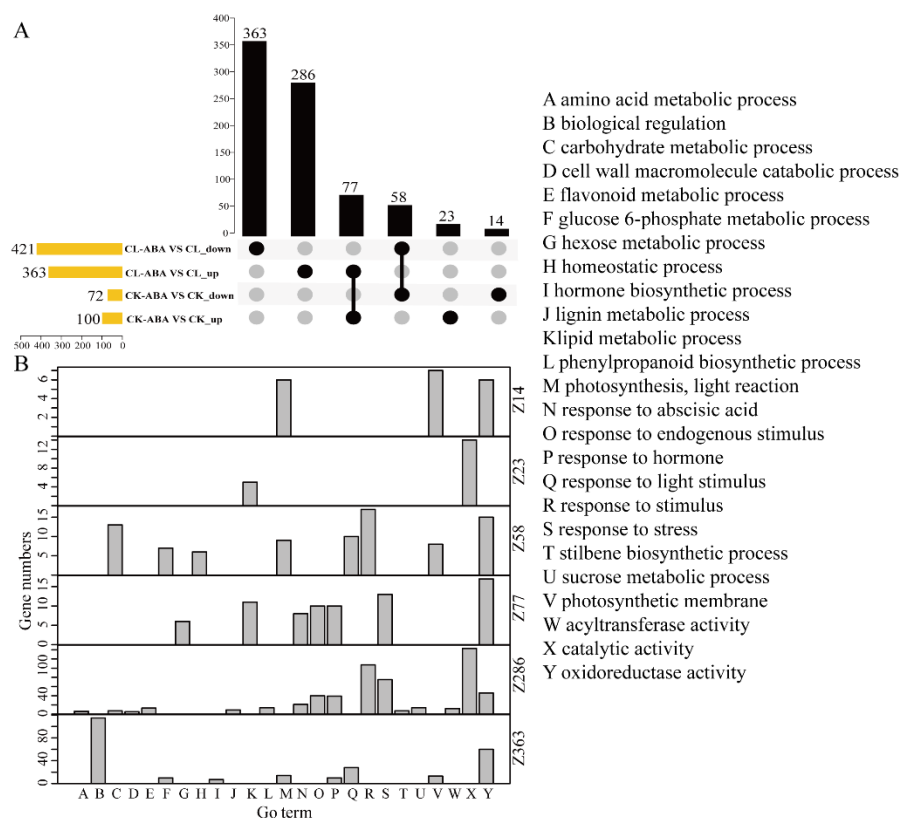 A
400
350
300
250
200
150
100
50
0
363
286
77
58
23
14
421 CL-ABA VS CL_down
363 CL-ABA VS CL_up
72 CK-ABA VS CK_down
100 CK-ABA VS CK_up
500 400 300 200 100 0
B
Gene numbers
6
4
2
Z14
12
8
4
Z23
15
10
5
Z58
15
10
5
0
Z77
100
80
40
0
Z286
80
40
0
Z363
A B C D E F G H I J K L M N O P Q R S T U V W X Y
Go term
A amino acid metabolic process
B biological regulation
C carbohydrate metabolic process
D cell wall macromolecule catabolic process
E flavonoid metabolic process
F glucose 6-phosphate metabolic process
G hexose metabolic process
H homeostatic process
I hormone biosynthetic process
J lignin metabolic process
Klipid metabolic process
L phenylpropanoid biosynthetic process
M photosynthesis, light reaction
N response to abscisic acid
O response to endogenous stimulus
P response to hormone
Q response to light stimulus
R response to stimulus
S response to stress
T stilbene biosynthetic process
U sucrose metabolic process
V photosynthetic membrane
W acyltransferase activity
X catalytic activity
Y oxidoreductase activity